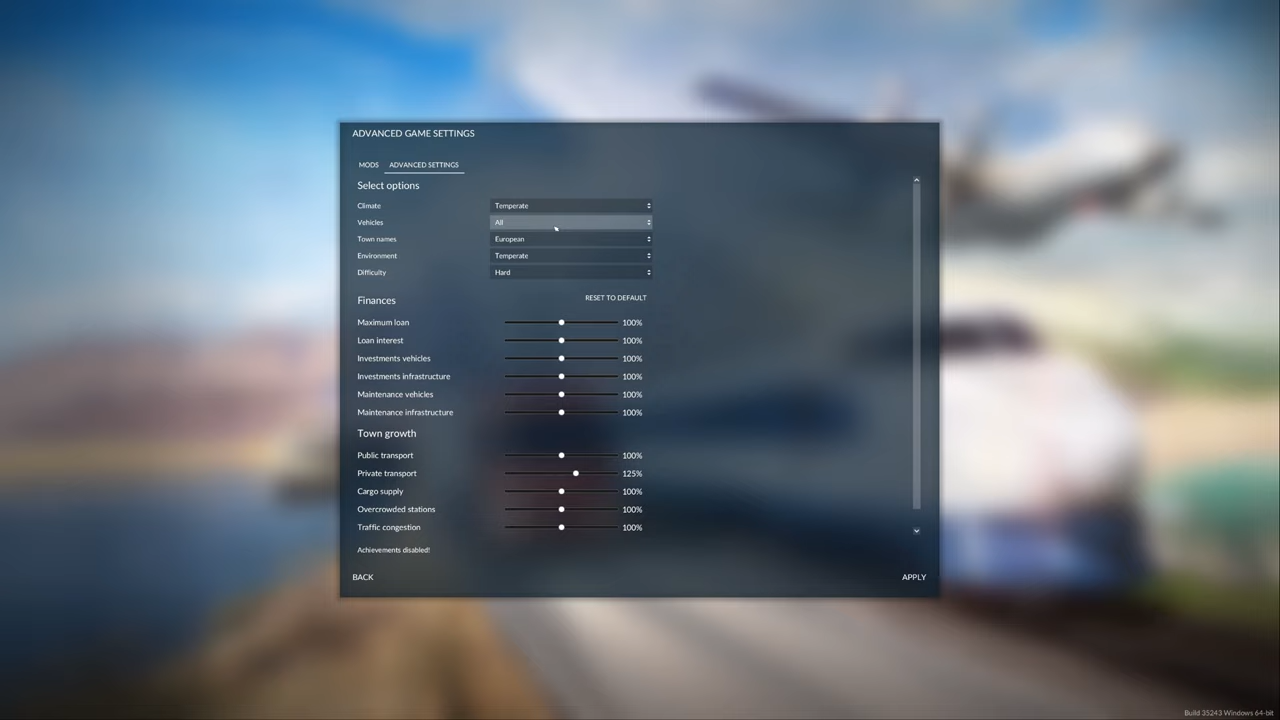 ADVANCED GAME SETTINGS
MODS ADVANCED SETTINGS
Select options
Climate Temperate
Vehicles All
Town names European
Environment Temperate
Difficulty Hard
Finances RESET TO DEFAULT
Maximum loan 100%
Loan interest 100%
Investments vehicles 100%
Investments infrastructure 100%
Maintenance vehicles 100%
Maintenance infrastructure 100%
Town growth
Public transport 100%
Private transport 125%
Cargo supply 100%
Overcrowded stations 100%
Traffic congestion 100%
Achievements disabled!
BACK APPLY
Build 35243 Windows 64-bit